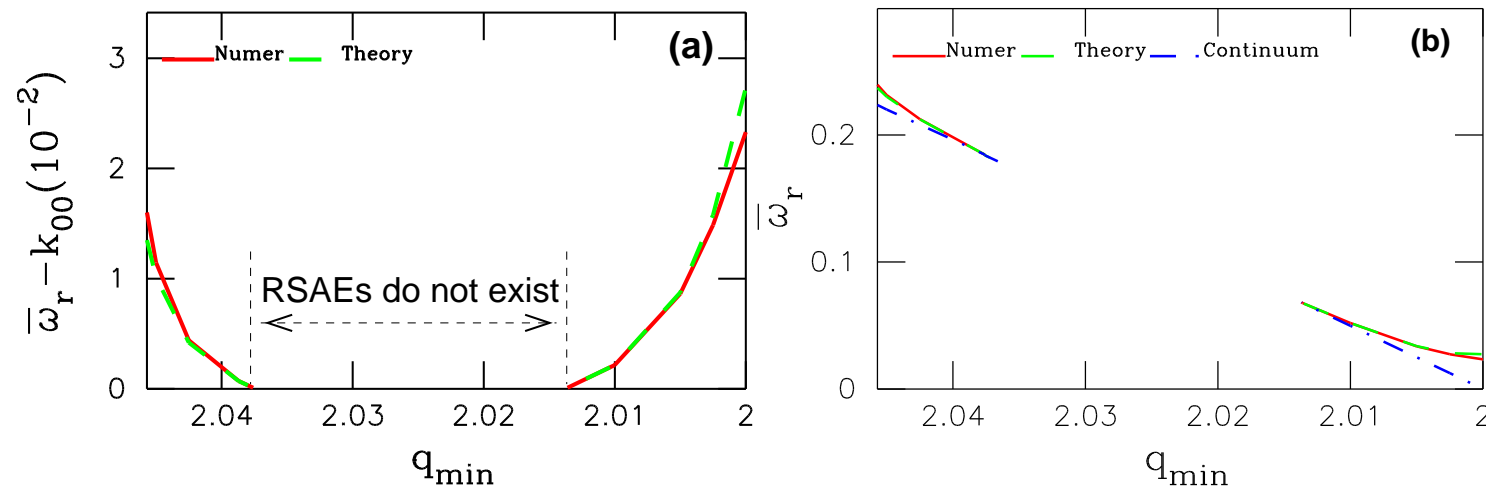 (a)
Numer Theory
3
2
1
0
ω̅r−k00(10−2)
RSAEs do not exist
2.04 2.03 2.02 2.01 2
qmin
(b)
Numer Theory Continuum
0.2
0.1
0
ω̅r
2.04 2.03 2.02 2.01 2
qmin